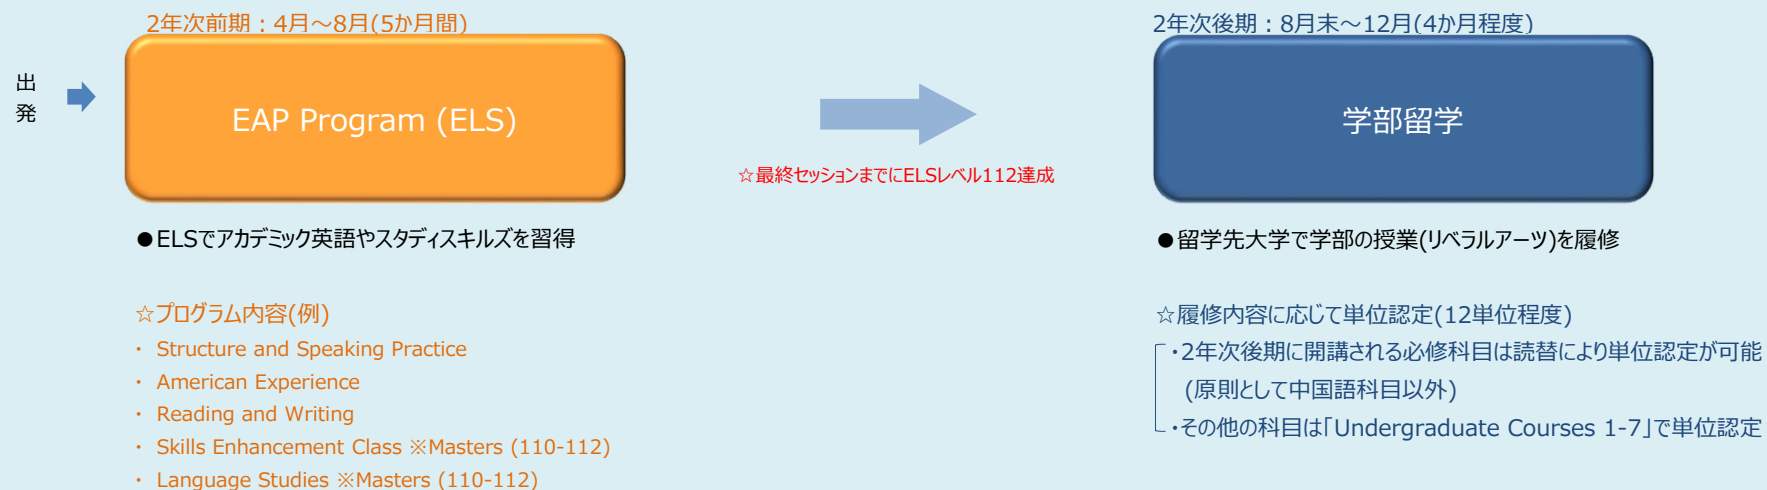 2年次前期：4月～8月(5か月間)
出
発
EAP Program (ELS)
●ELSでアカデミック英語やスタディスキルズを習得
☆プログラム内容(例)
・ Structure and Speaking Practice
・ American Experience
・ Reading and Writing
・ Skills Enhancement Class ※Masters (110-112)
・ Language Studies ※Masters (110-112)
☆最終セッションまでにELSレベル112達成
2年次後期：8月末～12月(4か月程度)
学部留学
●留学先大学で学部の授業(リベラルアーツ)を履修
☆履修内容に応じて単位認定(12単位程度)
・2年次後期に開講される必修科目は読替により単位認定が可能
(原則として中国語科目以外)
・その他の科目は「Undergraduate Courses 1-7」で単位認定